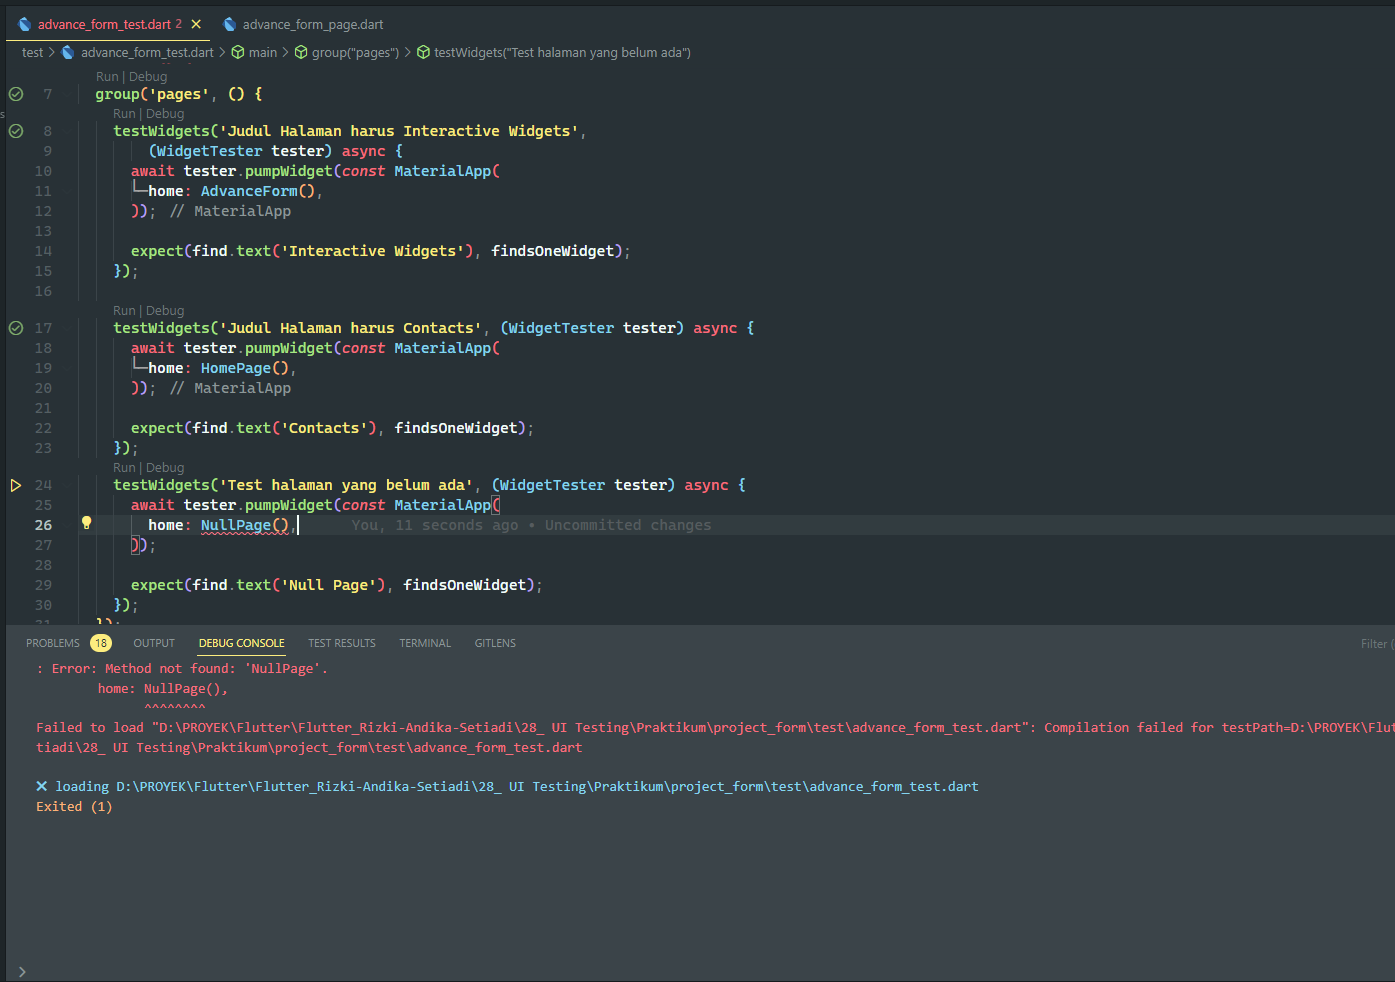 advance_form_test.dart 2 advance_form_page.dart
test > advance_form_test.dart > main > group("pages") > testWidgets("Test halaman yang belum ada")
Run | Debug
7 group('pages', () {
Run | Debug
8 testWidgets('Judul Halaman harus Interactive Widgets',
9 (WidgetTester tester) async {
10 await tester.pumpWidget(const MaterialApp(
11 home: AdvanceForm(),
12 )); // MaterialApp
13
14 expect(find.text('Interactive Widgets'), findsOneWidget);
15 });
16
Run | Debug
17 testWidgets('Judul Halaman harus Contacts', (WidgetTester tester) async {
18 await tester.pumpWidget(const MaterialApp(
19 home: HomePage(),
20 )); // MaterialApp
21
22 expect(find.text('Contacts'), findsOneWidget);
23 });
Run | Debug
24 testWidgets('Test halaman yang belum ada', (WidgetTester tester) async {
25 await tester.pumpWidget(const MaterialApp(
26 home: NullPage(), You, 11 seconds ago • Uncommitted changes
27 ));
28
29 expect(find.text('Null Page'), findsOneWidget);
30 });
31 });
PROBLEMS 18 OUTPUT DEBUG CONSOLE TEST RESULTS TERMINAL GITLENS Filter (
: Error: Method not found: 'NullPage'.
home: NullPage(),
^^^^^^^^
Failed to load "D:\PROYEK\Flutter\Flutter_Rizki-Andika-Setiadi\28_ UI Testing\Praktikum\project_form\test\advance_form_test.dart": Compilation failed for testPath=D:\PROYEK\Flut
tiadi\28_ UI Testing\Praktikum\project_form\test\advance_form_test.dart
✕ loading D:\PROYEK\Flutter\Flutter_Rizki-Andika-Setiadi\28_ UI Testing\Praktikum\project_form\test\advance_form_test.dart
Exited (1)
>